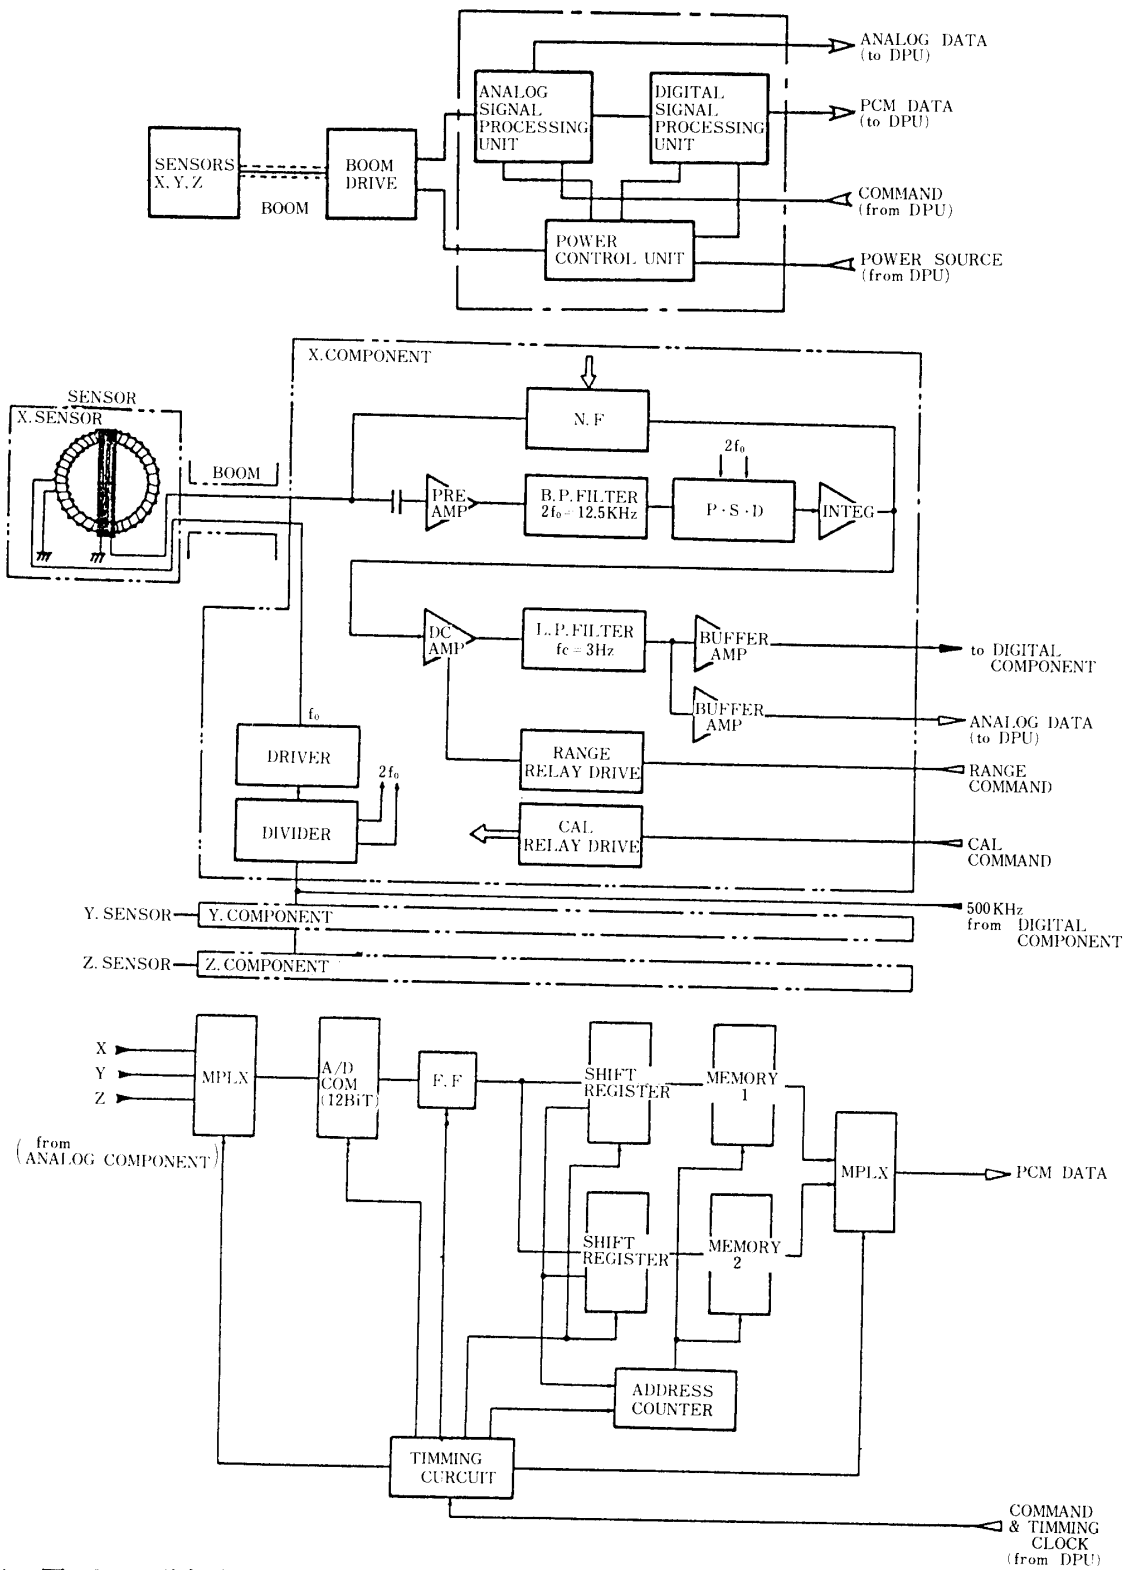 ANALOG DATA
(to DPU)
ANALOG
SIGNAL
PROCESSING
UNIT
DIGITAL
SIGNAL
PROCESSING
UNIT
PCM DATA
(to DPU)
SENSORS
X, Y, Z
BOOM
BOOM
DRIVE
COMMAND
(from DPU)
POWER
CONTROL UNIT
POWER SOURCE
(from DPU)
X. COMPONENT
SENSOR
X. SENSOR
BOOM
N. F
2f₀
PRE
AMP
B. P. FILTER
2f₀ = 12.5KHz
P · S · D
INTEG
DC
AMP
L. P. FILTER
fc = 3Hz
BUFFER
AMP
to DIGITAL
COMPONENT
BUFFER
AMP
ANALOG DATA
(to DPU)
f₀
DRIVER
2f₀
DIVIDER
RANGE
RELAY DRIVE
RANGE
COMMAND
CAL
RELAY DRIVE
CAL
COMMAND
Y. SENSOR
Y. COMPONENT
500KHz
from DIGITAL
COMPONENT
Z. SENSOR
Z. COMPONENT
X
Y
Z
(from
ANALOG COMPONENT)
MPLX
A/D
COM
(12BiT)
F. F
SHIFT
REGISTER
MEMORY
1
MPLX
PCM DATA
SHIFT
REGISTER
MEMORY
2
ADDRESS
COUNTER
TIMMING
CURCUIT
COMMAND
& TIMMING
CLOCK
(from DPU)